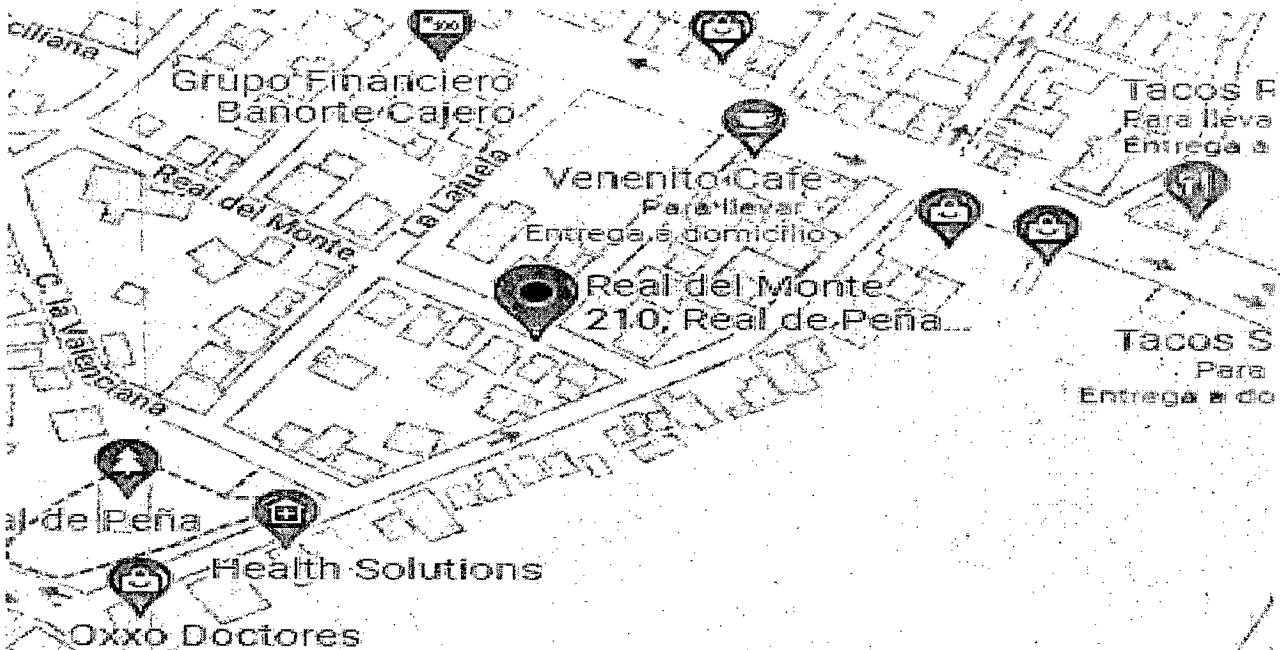 ciliana
$100
Grupo Financiero
Banorte Cajero
Real del Monte
La Lajuela
Venenito Café
Para llevar
Entrega a domicilio
Tacos
Para lleva
Entrega a
Real del Monte
210, Real de Peña...
C. la Valenciana
Tacos S
Para
Entrega a do
al de Peña
Health Solutions
Oxxo Doctores